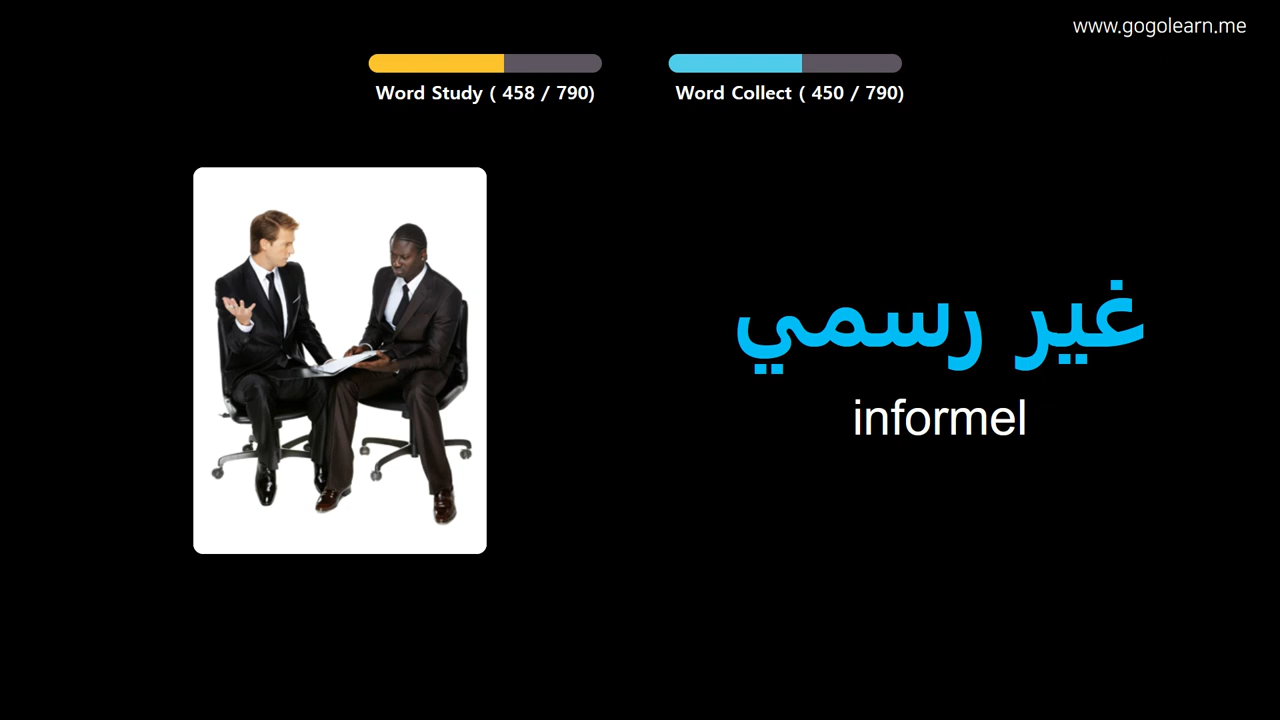 www.gogolearn.me
Word Study ( 458 / 790)
Word Collect ( 450 / 790)
غير رسمي
informel